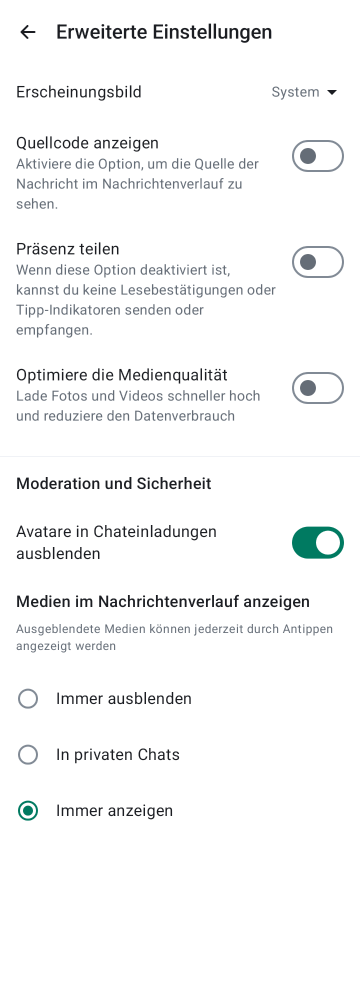 Erweiterte Einstellungen
Erscheinungsbild
System
Quellcode anzeigen
Aktiviere die Option, um die Quelle der
Nachricht im Nachrichtenverlauf zu
sehen.
Präsenz teilen
Wenn diese Option deaktiviert ist,
kannst du keine Lesebestätigungen oder
Tipp-Indikatoren senden oder
empfangen.
Optimiere die Medienqualität
Lade Fotos und Videos schneller hoch
und reduziere den Datenverbrauch
Moderation und Sicherheit
Avatare in Chateinladungen
ausblenden
Medien im Nachrichtenverlauf anzeigen
Ausgeblendete Medien können jederzeit durch Antippen
angezeigt werden
Immer ausblenden
In privaten Chats
Immer anzeigen